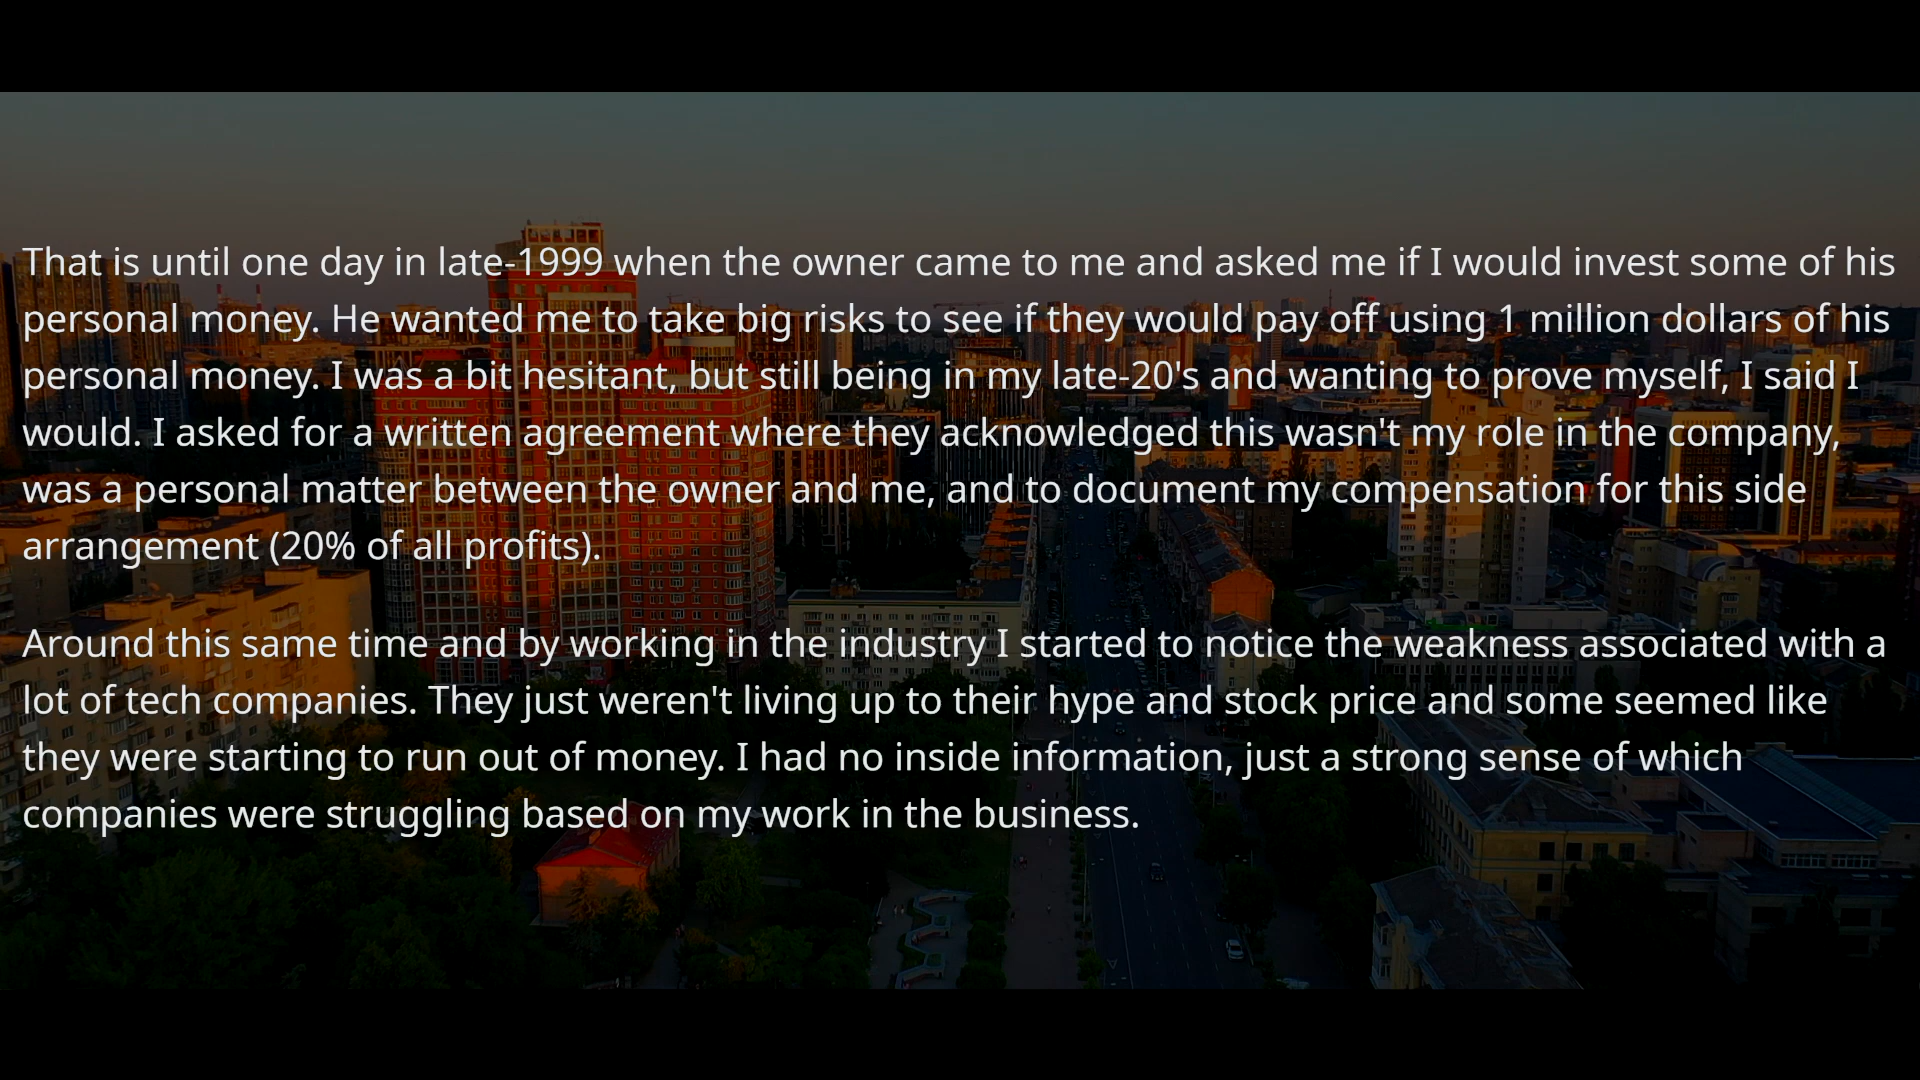 That is until one day in late-1999 when the owner came to me and asked me if I would invest some of his
personal money. He wanted me to take big risks to see if they would pay off using 1 million dollars of his
personal money. I was a bit hesitant, but still being in my late-20's and wanting to prove myself, I said I
would. I asked for a written agreement where they acknowledged this wasn't my role in the company,
was a personal matter between the owner and me, and to document my compensation for this side
arrangement (20% of all profits).
Around this same time and by working in the industry I started to notice the weakness associated with a
lot of tech companies. They just weren't living up to their hype and stock price and some seemed like
they were starting to run out of money. I had no inside information, just a strong sense of which
companies were struggling based on my work in the business.